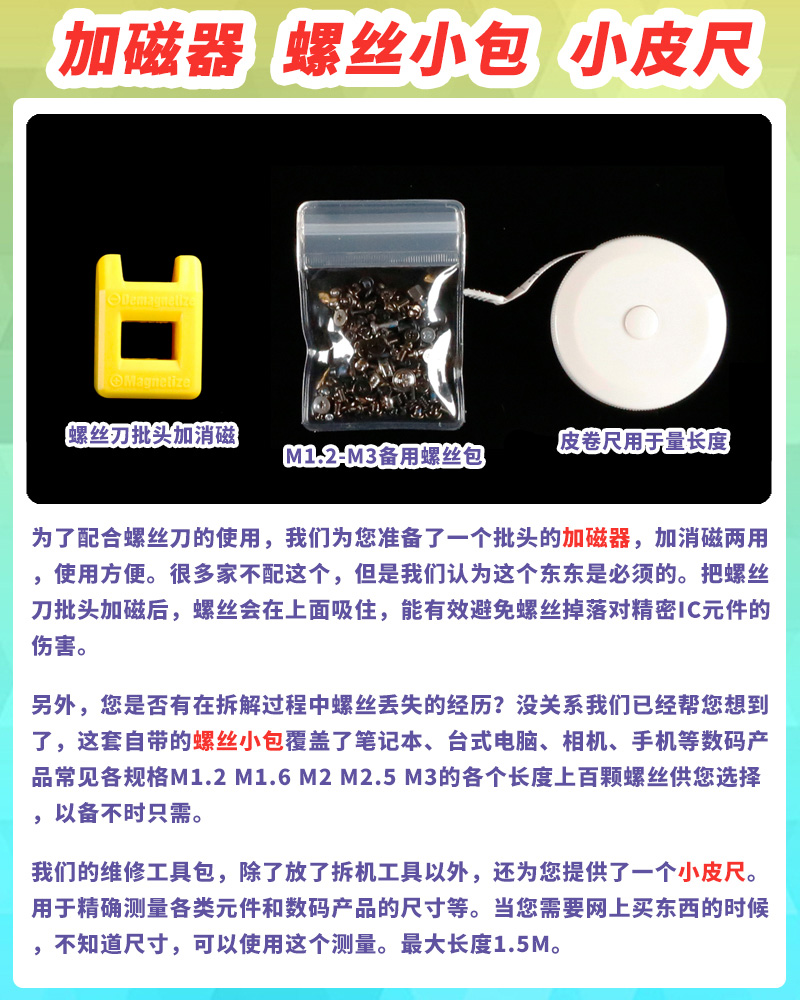 加磁器 螺丝小包 小皮尺
Demagnetize
Magnetize
螺丝刀批头加消磁
M1.2-M3备用螺丝包
皮卷尺用于量长度
为了配合螺丝刀的使用，我们为您准备了一个批头的加磁器，加消磁两用
，使用方便。很多家不配这个，但是我们认为这个东东是必须的。把螺丝
刀批头加磁后，螺丝会在上面吸住，能有效避免螺丝掉落对精密IC元件的
伤害。
另外，您是否有在拆解过程中螺丝丢失的经历？没关系我们已经帮您想到
了，这套自带的螺丝小包覆盖了笔记本、台式电脑、相机、手机等数码产
品常见各规格M1.2 M1.6 M2 M2.5 M3的各个长度上百颗螺丝供您选择
，以备不时只需。
我们的维修工具包，除了放了拆机工具以外，还为您提供了一个小皮尺。
用于精确测量各类元件和数码产品的尺寸等。当您需要网上买东西的时候
，不知道尺寸，可以使用这个测量。最大长度1.5M。